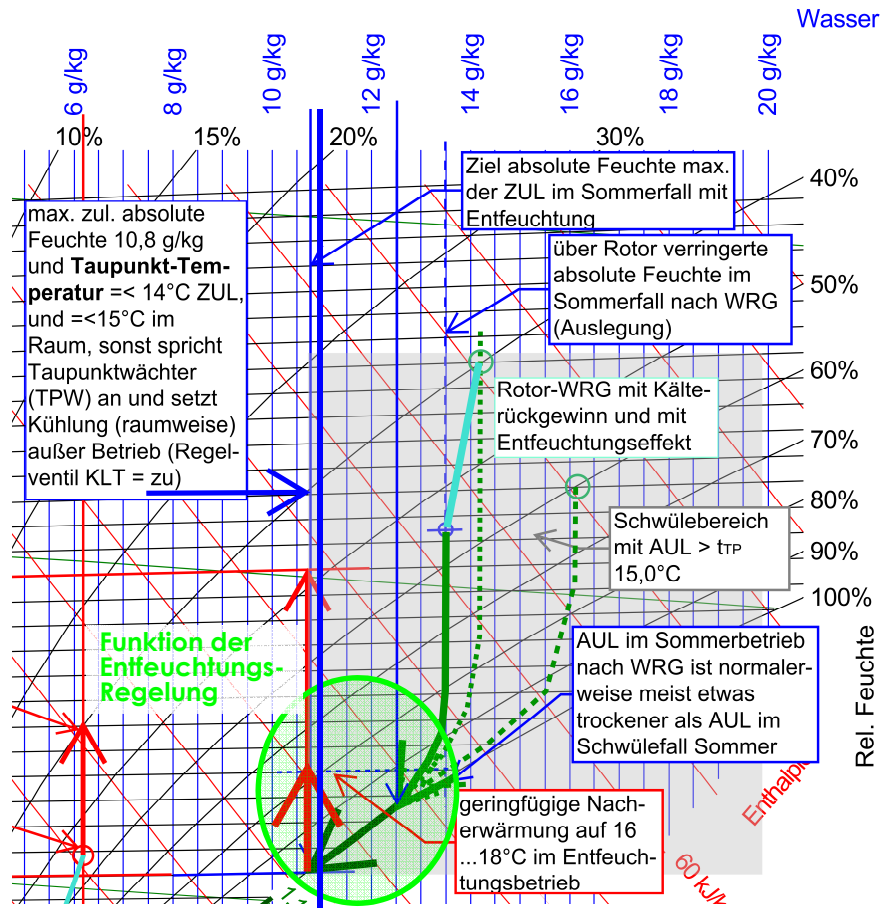 Wasser
6 g/kg
8 g/kg
10 g/kg
12 g/kg
14 g/kg
16 g/kg
18 g/kg
20 g/kg
10%
15%
20%
30%
40%
50%
60%
70%
80%
90%
100%
Rel. Feuchte
max. zul. absolute
Feuchte 10,8 g/kg
und Taupunkt-Tem-
peratur =< 14°C ZUL,
und =<15°C im
Raum, sonst spricht
Taupunktwächter
(TPW) an und setzt
Kühlung (raumweise)
außer Betrieb (Regel-
ventil KLT = zu)
Ziel absolute Feuchte max.
der ZUL im Sommerfall mit
Entfeuchtung
über Rotor verringerte
absolute Feuchte im
Sommerfall nach WRG
(Auslegung)
Rotor-WRG mit Kälte-
rückgewinn und mit
Entfeuchtungseffekt
Schwülebereich
mit AUL > tTP
15,0°C
Funktion der
Entfeuchtungs-
Regelung
AUL im Sommerbetrieb
nach WRG ist normaler-
weise meist etwas
trockener als AUL im
Schwülefall Sommer
geringfügige Nach-
erwärmung auf 16
...18°C im Entfeuch-
tungsbetrieb
Enthalpie
60 kJ/k